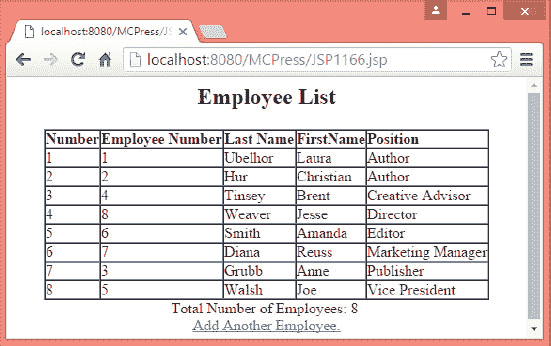 localhost:8080/MCPress/JS
localhost:8080/MCPress/JSP1166.jsp
Employee List
Number Employee Number Last Name FirstName Position
1 1 Ubelhor Laura Author
2 2 Hur Christian Author
3 4 Tinsey Brent Creative Advisor
4 8 Weaver Jesse Director
5 6 Smith Amanda Editor
6 7 Diana Reuss Marketing Manager
7 3 Grubb Anne Publisher
8 5 Walsh Joe Vice President
Total Number of Employees: 8
Add Another Employee.